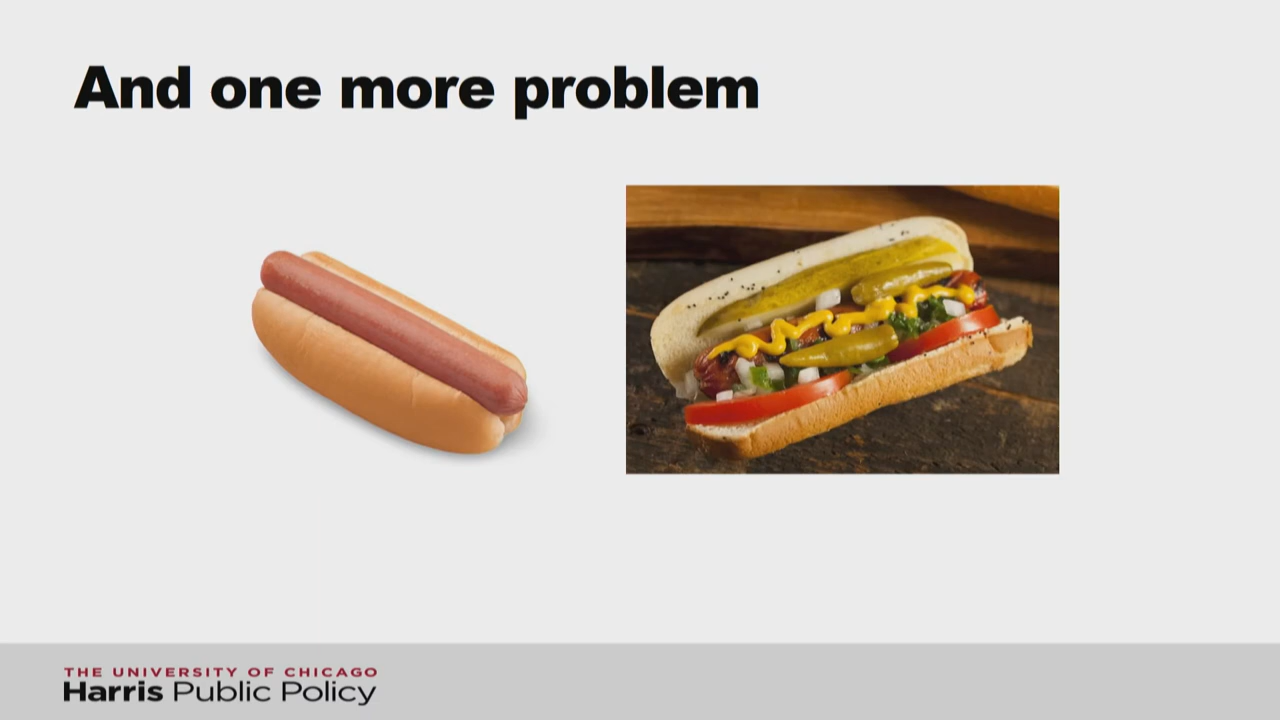 And one more problem
THE UNIVERSITY OF CHICAGO
Harris Public Policy